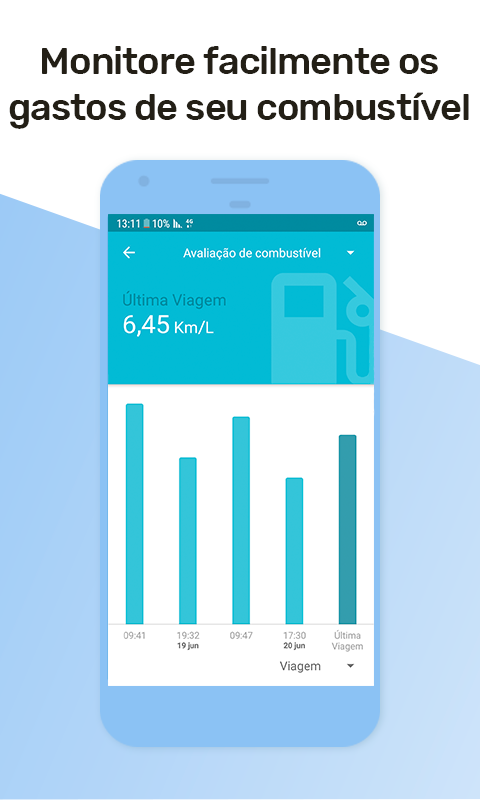 Monitore facilmente os
gastos de seu combustível
13:11 10% 4G
Avaliação de combustível
Última Viagem
6,45 Km/L
09:41 19:32 09:47 17:30 Última
19 jun 20 jun Viagem
Viagem